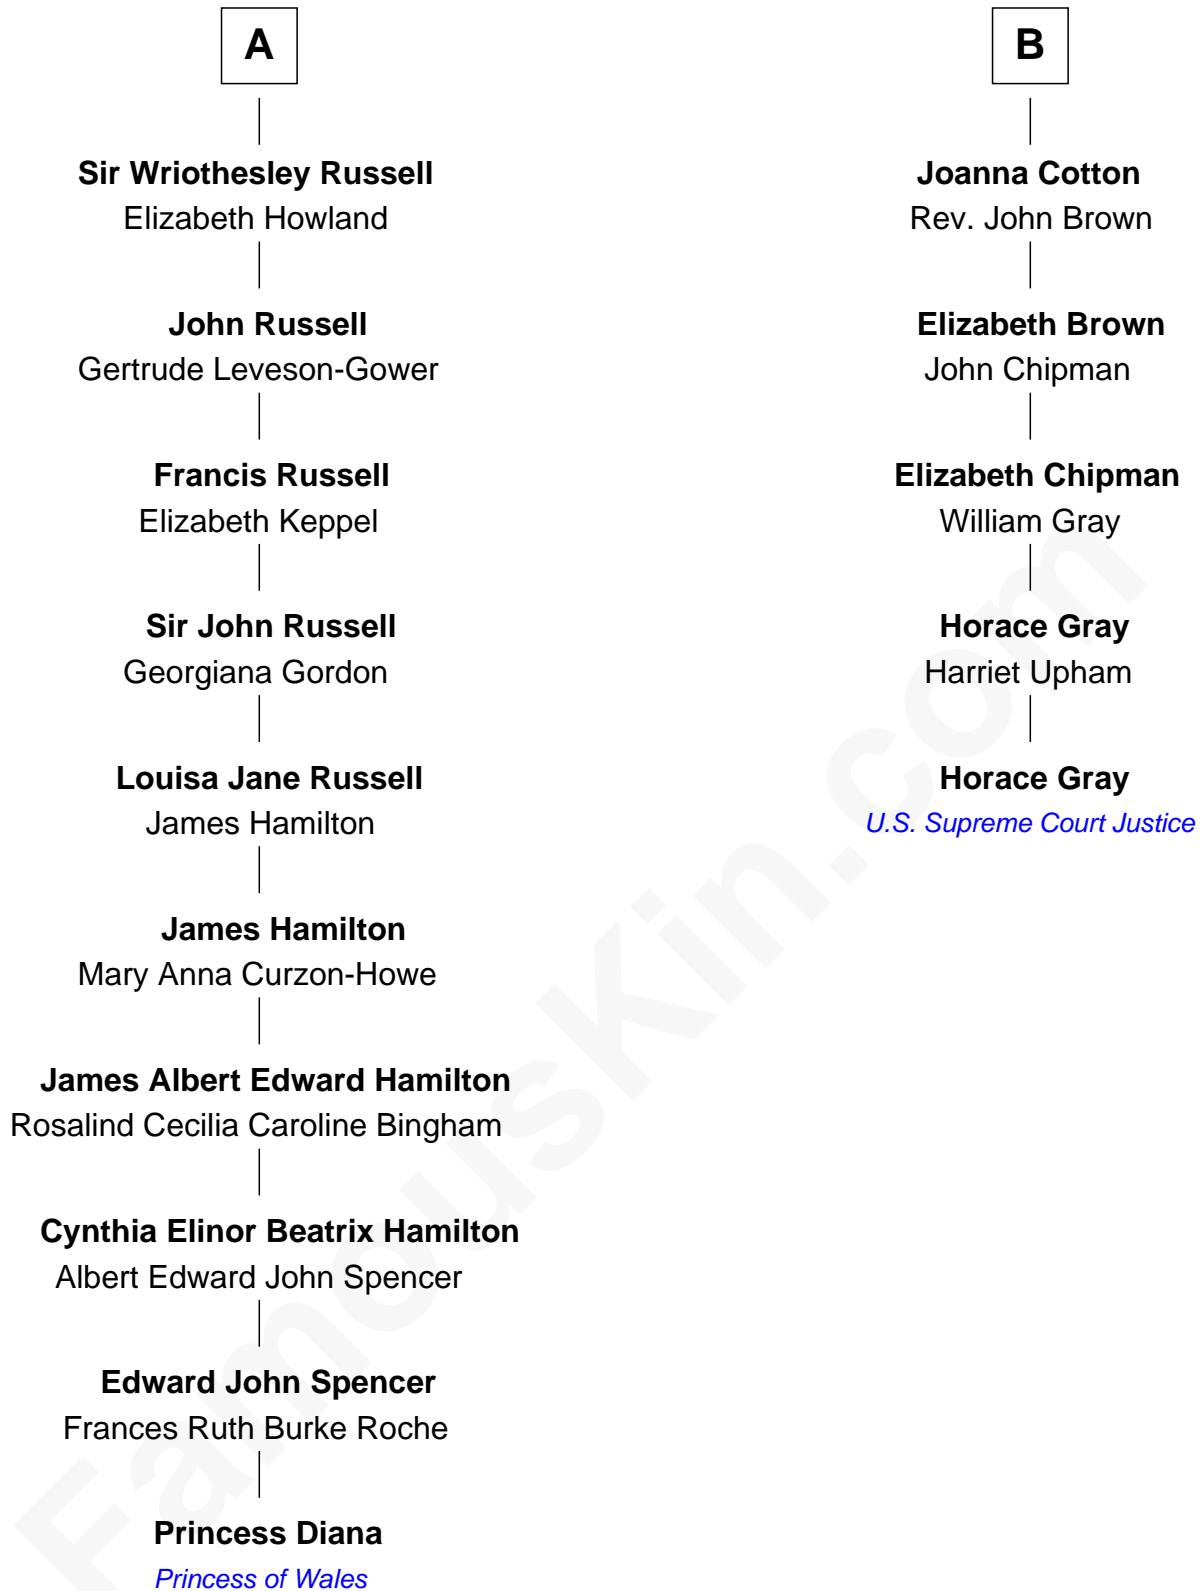 A
Sir Wriothesley Russell
Elizabeth Howland
John Russell
Gertrude Leveson-Gower
Francis Russell
Elizabeth Keppel
Sir John Russell
Georgiana Gordon
Louisa Jane Russell
James Hamilton
James Hamilton
Mary Anna Curzon-Howe
James Albert Edward Hamilton
Rosalind Cecilia Caroline Bingham
Cynthia Elinor Beatrix Hamilton
Albert Edward John Spencer
Edward John Spencer
Frances Ruth Burke Roche
Princess Diana
Princess of Wales
B
Joanna Cotton
Rev. John Brown
Elizabeth Brown
John Chipman
Elizabeth Chipman
William Gray
Horace Gray
Harriet Upham
Horace Gray
U.S. Supreme Court Justice
FamousKin.com